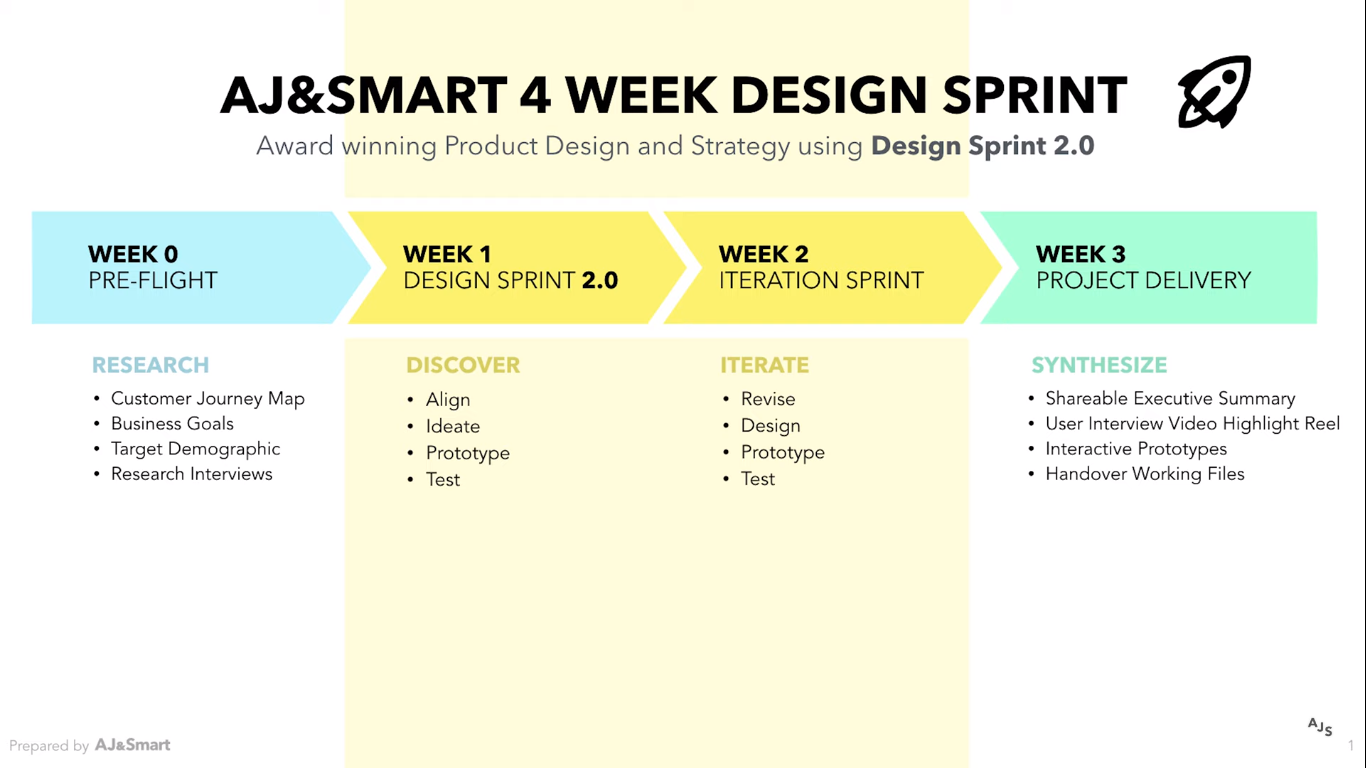 AJ&SMART 4 WEEK DESIGN SPRINT
Award winning Product Design and Strategy using Design Sprint 2.0
WEEK 0
PRE-FLIGHT
WEEK 1
DESIGN SPRINT 2.0
WEEK 2
ITERATION SPRINT
WEEK 3
PROJECT DELIVERY
RESEARCH
• Customer Journey Map
• Business Goals
• Target Demographic
• Research Interviews
DISCOVER
• Align
• Ideate
• Prototype
• Test
ITERATE
• Revise
• Design
• Prototype
• Test
SYNTHESIZE
• Shareable Executive Summary
• User Interview Video Highlight Reel
• Interactive Prototypes
• Handover Working Files
Prepared by AJ&Smart
AJS
1